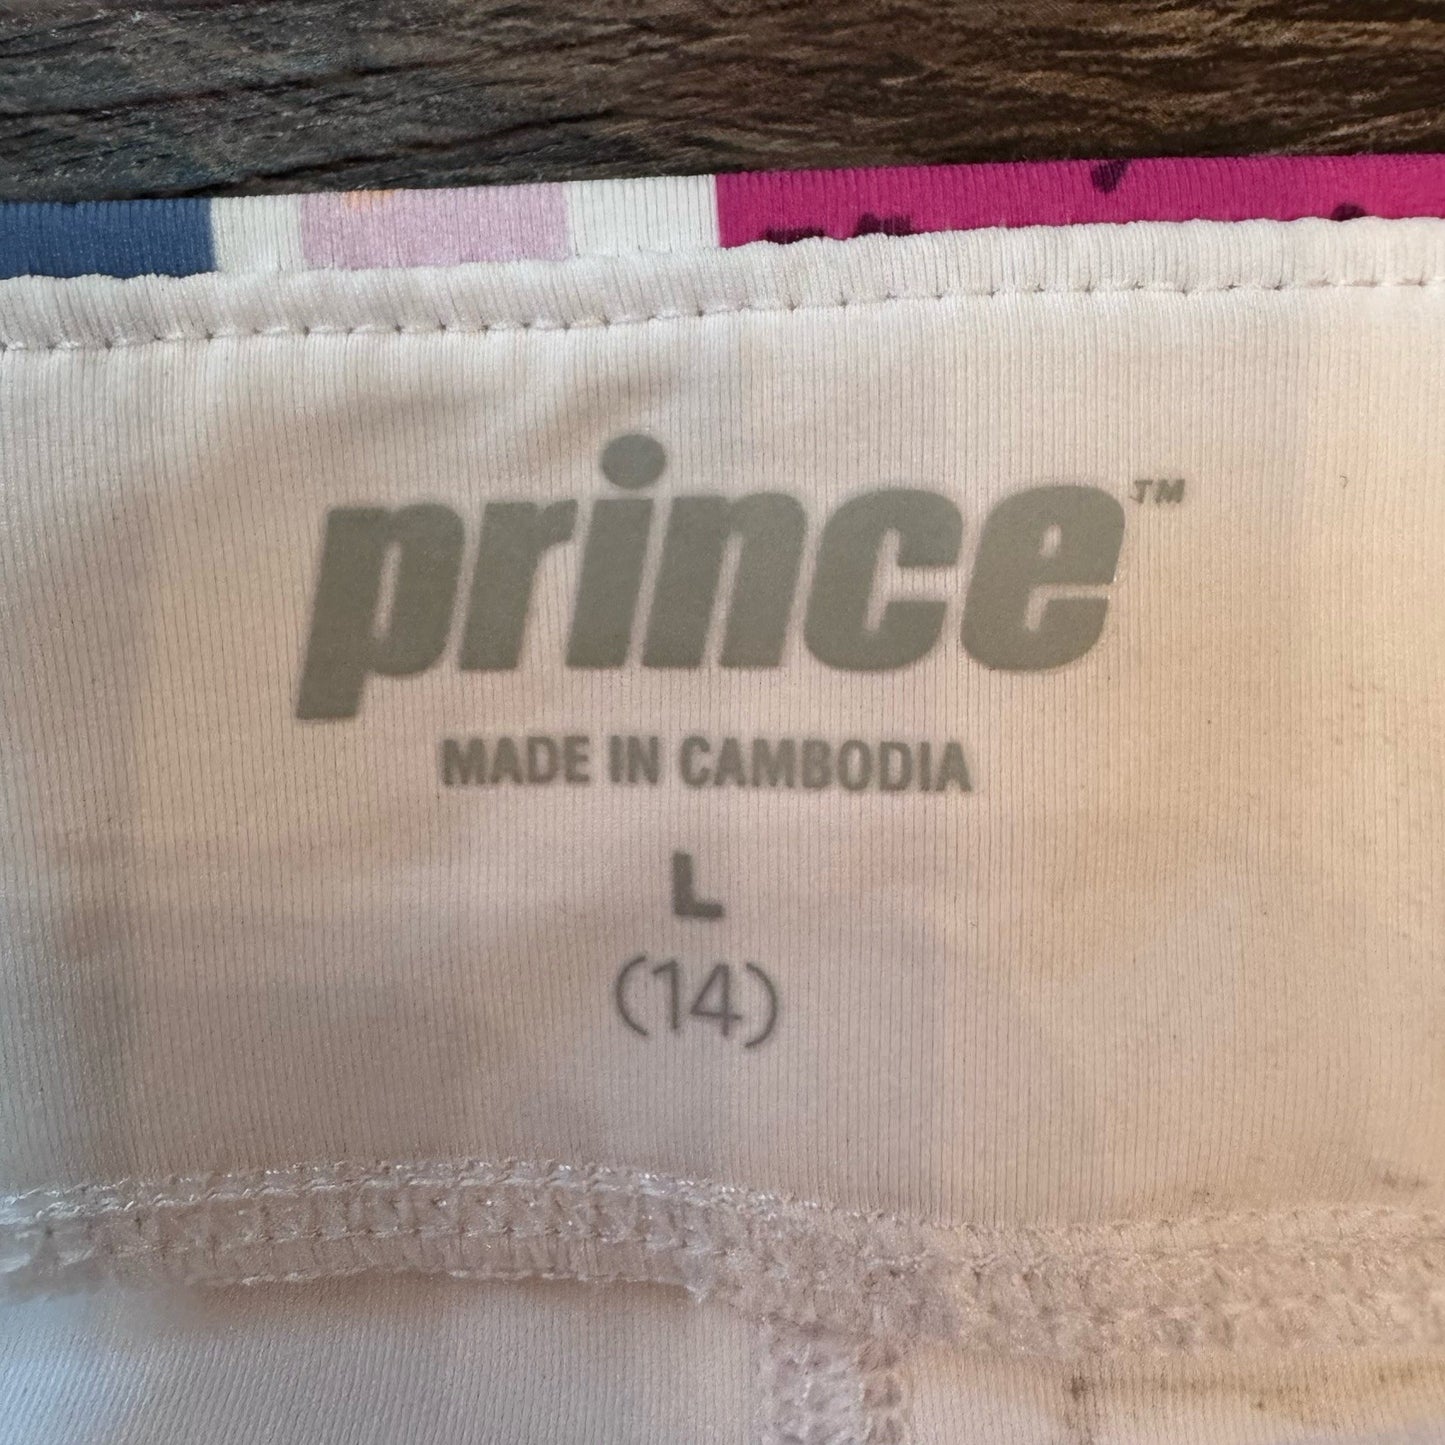 prince™
MADE IN CAMBODIA
L
(14)